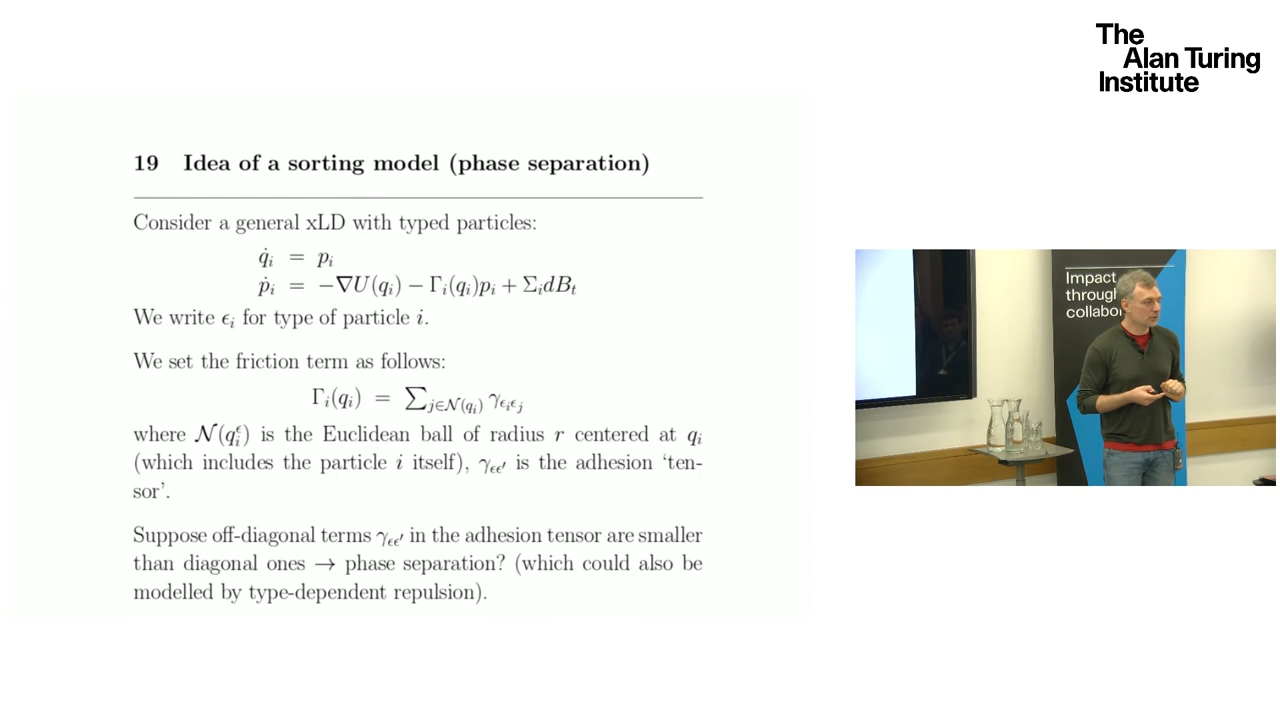 The
Alan Turing
Institute
19 Idea of a sorting model (phase separation)
Consider a general xLD with typed particles:
q̇ᵢ = pᵢ
ṗᵢ = −∇U(qᵢ) − Γᵢ(qᵢ)pᵢ + ΣᵢdBₜ
We write ϵᵢ for type of particle i.
We set the friction term as follows:
Γᵢ(qᵢ) = ∑_{j∈𝒩(qᵢ)} γ_{ϵᵢϵⱼ}
where 𝒩(qᵢ^ϵ) is the Euclidean ball of radius r centered at qᵢ
(which includes the particle i itself), γ_{ϵϵ′} is the adhesion ‘ten-
sor’.
Suppose off-diagonal terms γ_{ϵϵ′} in the adhesion tensor are smaller
than diagonal ones → phase separation? (which could also be
modelled by type-dependent repulsion).
Impact
through
collabo